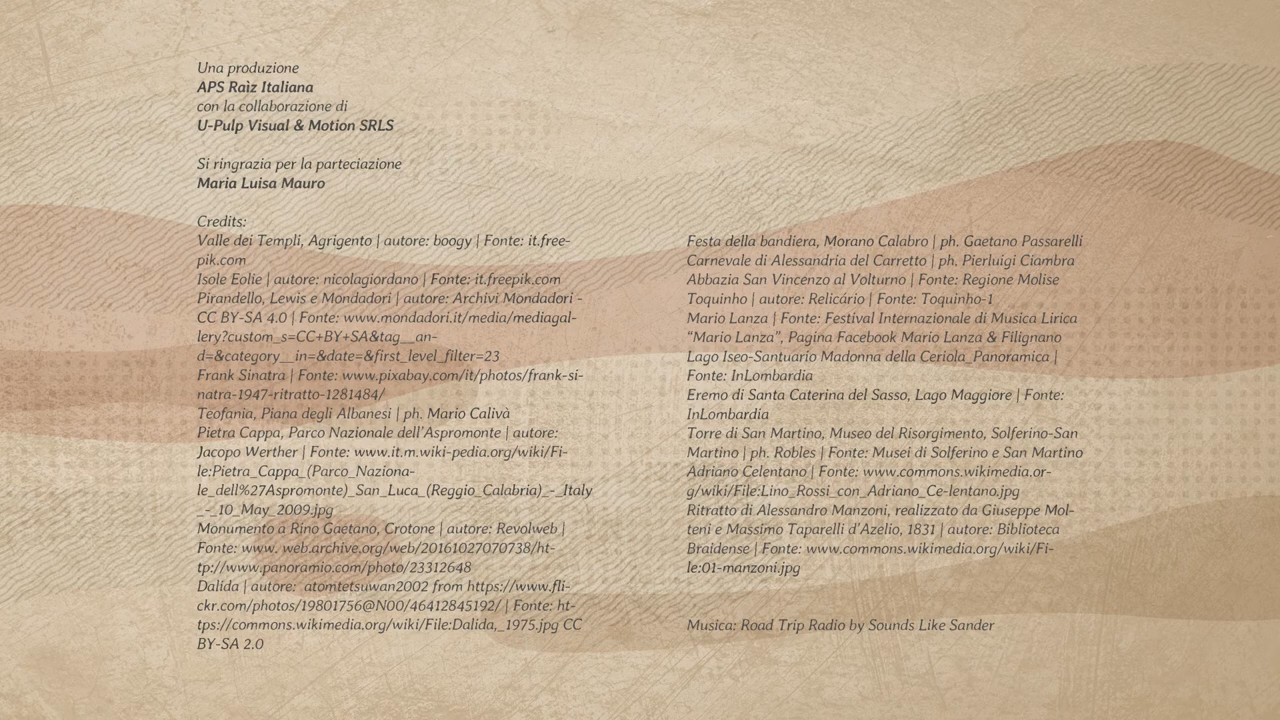 Una produzione
APS Raìz Italiana
con la collaborazione di
U-Pulp Visual & Motion SRLS
Si ringrazia per la parteciazione
Maria Luisa Mauro
Credits:
Valle dei Templi, Agrigento | autore: boogy | Fonte: it.free-
pik.com
Isole Eolie | autore: nicolagiordano | Fonte: it.freepik.com
Pirandello, Lewis e Mondadori | autore: Archivi Mondadori -
CC BY-SA 4.0 | Fonte: www.mondadori.it/media/mediagal-
lery?custom_s=CC+BY+SA&tag__an-
d=&category__in=&date=&first_level_filter=23
Frank Sinatra | Fonte: www.pixabay.com/it/photos/frank-si-
natra-1947-ritratto-1281484/
Teofania, Piana degli Albanesi | ph. Mario Calivà
Pietra Cappa, Parco Nazionale dell'Aspromonte | autore:
Jacopo Werther | Fonte: www.it.m.wiki-pedia.org/wiki/Fi-
le:Pietra_Cappa_(Parco_Naziona-
le_dell%27Aspromonte)_San_Luca_(Reggio_Calabria)_-_Italy
_-_10_May_2009.jpg
Monumento a Rino Gaetano, Crotone | autore: Revolweb |
Fonte: www. web.archive.org/web/20161027070738/ht-
tp://www.panoramio.com/photo/23312648
Dalida | autore:  atomtetsuwan2002 from https://www.fli-
ckr.com/photos/19801756@N00/46412845192/ | Fonte: ht-
tps://commons.wikimedia.org/wiki/File:Dalida,_1975.jpg CC
BY-SA 2.0
Festa della bandiera, Morano Calabro | ph. Gaetano Passarelli
Carnevale di Alessandria del Carretto | ph. Pierluigi Ciambra
Abbazia San Vincenzo al Volturno | Fonte: Regione Molise
Toquinho | autore: Relicário | Fonte: Toquinho-1
Mario Lanza | Fonte: Festival Internazionale di Musica Lirica
“Mario Lanza”, Pagina Facebook Mario Lanza & Filignano
Lago Iseo-Santuario Madonna della Ceriola_Panoramica |
Fonte: InLombardia
Eremo di Santa Caterina del Sasso, Lago Maggiore | Fonte:
InLombardia
Torre di San Martino, Museo del Risorgimento, Solferino-San
Martino | ph. Robles | Fonte: Musei di Solferino e San Martino
Adriano Celentano | Fonte: www.commons.wikimedia.or-
g/wiki/File:Lino_Rossi_con_Adriano_Ce-lentano.jpg
Ritratto di Alessandro Manzoni, realizzato da Giuseppe Mol-
teni e Massimo Taparelli d'Azelio, 1831 | autore: Biblioteca
Braidense | Fonte: www.commons.wikimedia.org/wiki/Fi-
le:01-manzoni.jpg
Musica: Road Trip Radio by Sounds Like Sander